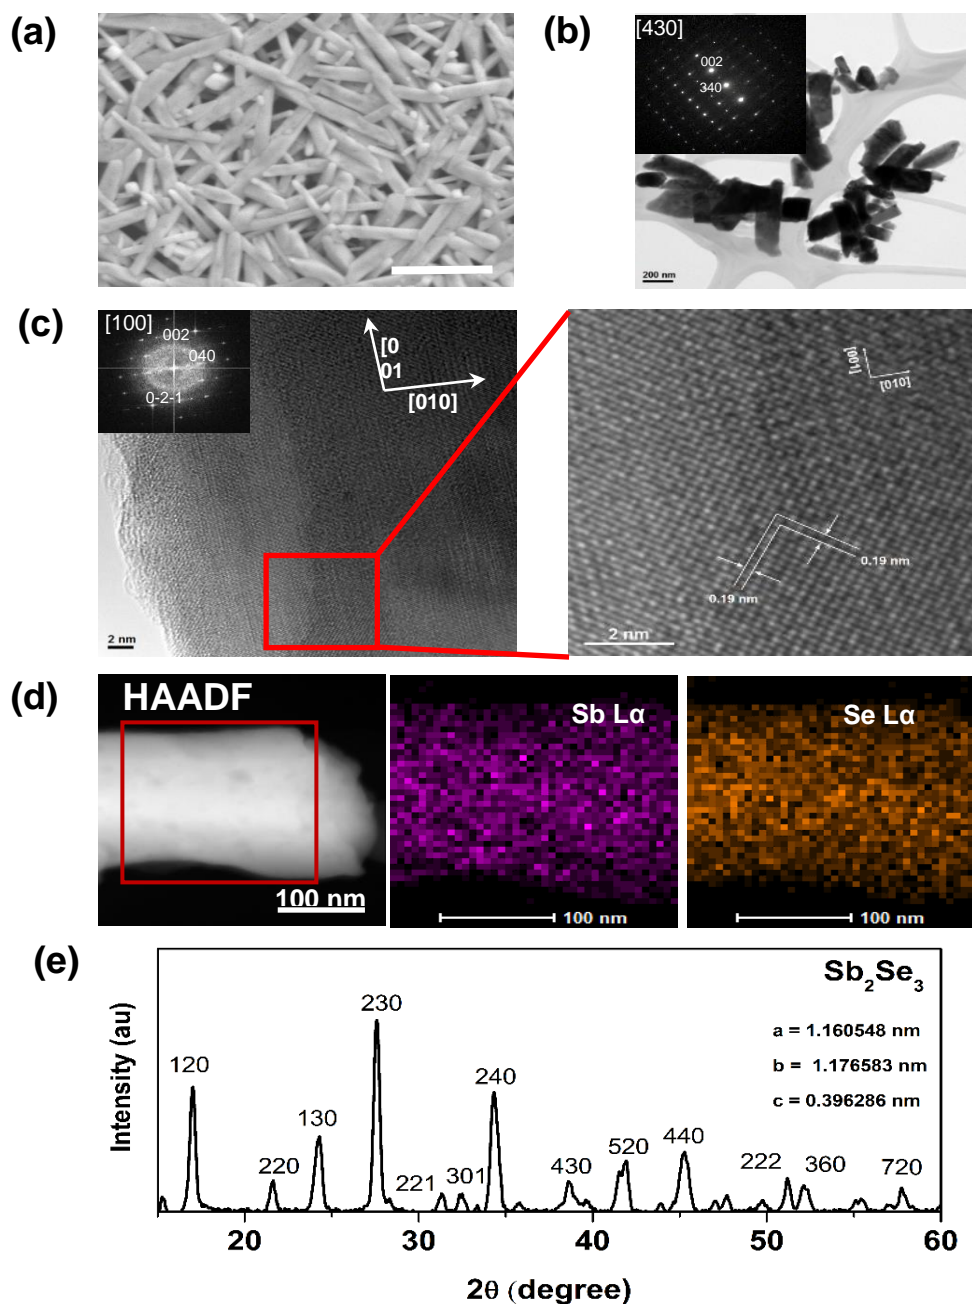 (a)
(b)
[430]
002
340
200 nm
(c)
[100]
002
040
0-2-1
[0
01
[010]
2 nm
[001]
[010]
0.19 nm
0.19 nm
2 nm
(d)
HAADF
100 nm
Sb Lα
100 nm
Se Lα
100 nm
(e)
Sb₂Se₃
a = 1.160548 nm
b = 1.176583 nm
c = 0.396286 nm
Intensity (au)
120
220
130
230
221
301
240
430
520
440
222
360
720
20
30
40
50
60
2θ (degree)